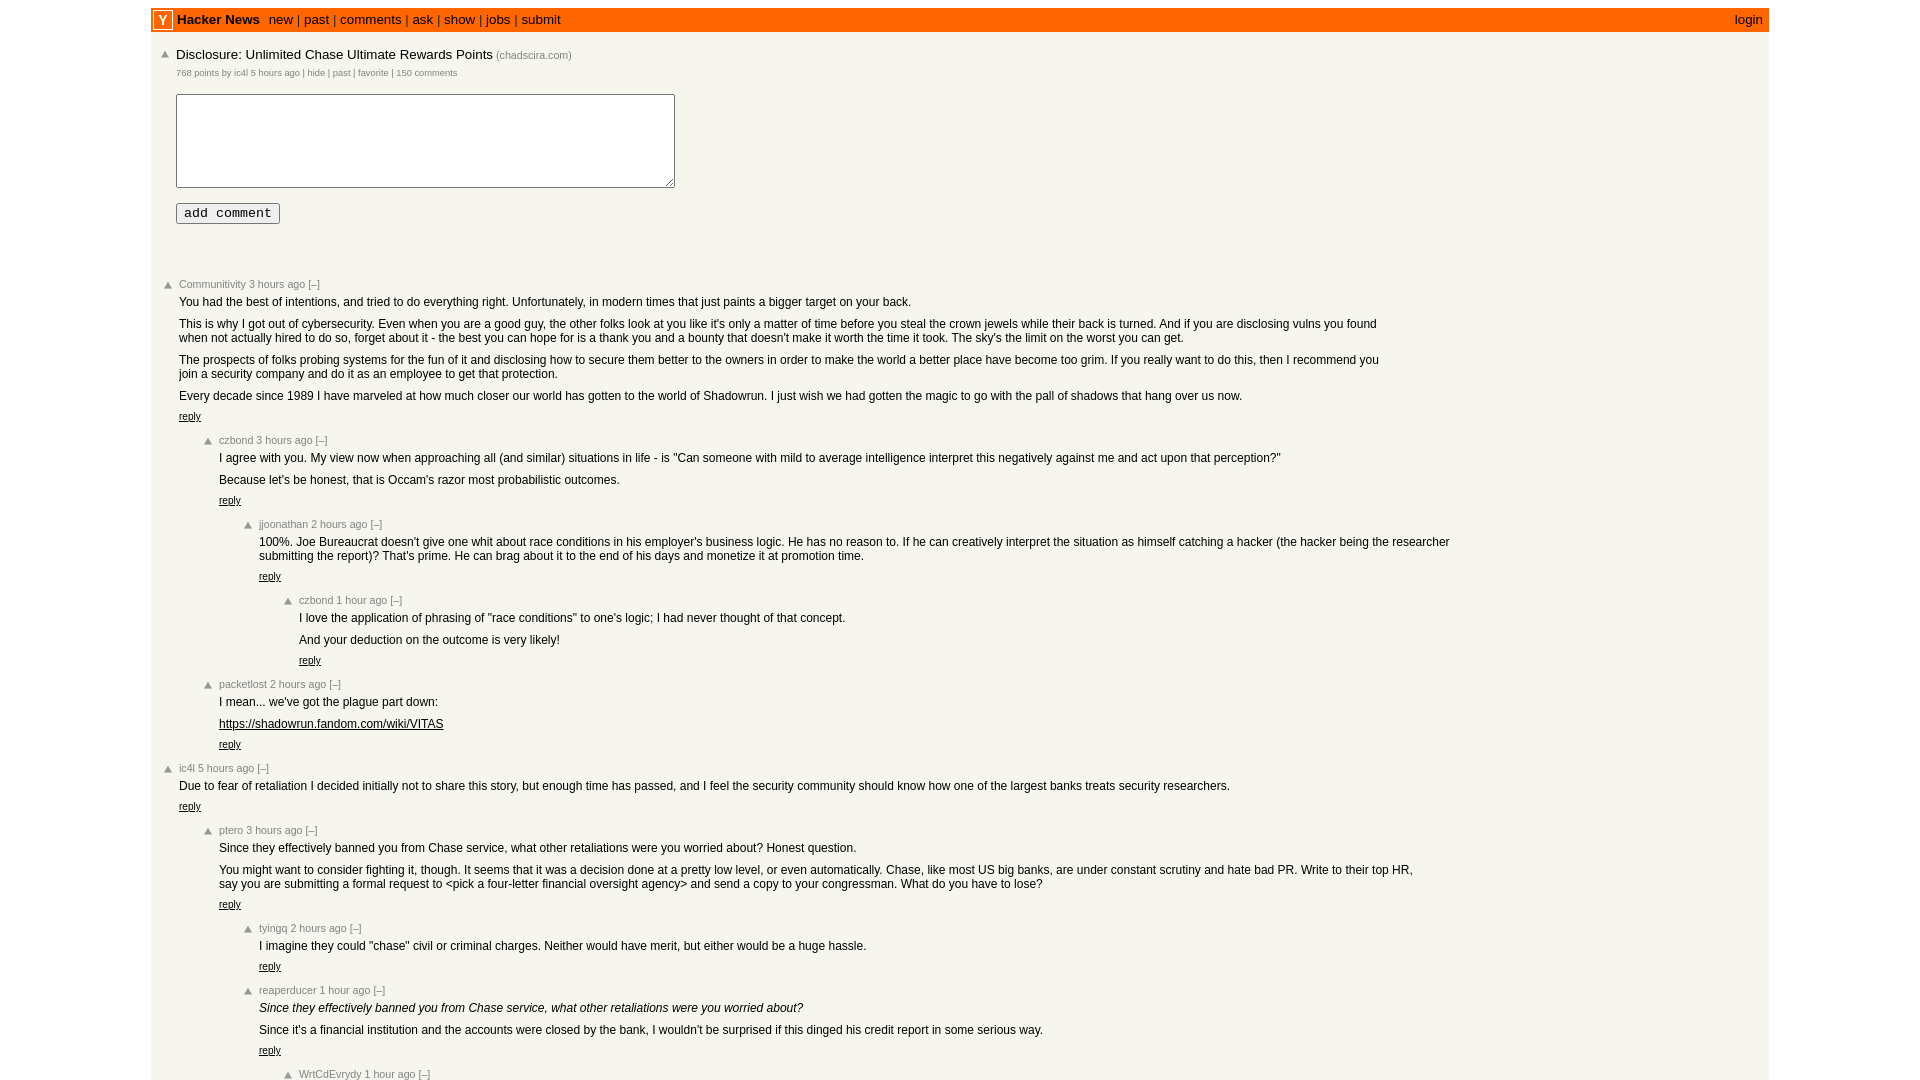 Y Hacker News new | past | comments | ask | show | jobs | submit login
Disclosure: Unlimited Chase Ultimate Rewards Points (chadscira.com)
768 points by ic4l 5 hours ago | hide | past | favorite | 150 comments
add comment
Communitivity 3 hours ago [–]
You had the best of intentions, and tried to do everything right. Unfortunately, in modern times that just paints a bigger target on your back.
This is why I got out of cybersecurity. Even when you are a good guy, the other folks look at you like it's only a matter of time before you steal the crown jewels while their back is turned. And if you are disclosing vulns you found
when not actually hired to do so, forget about it - the best you can hope for is a thank you and a bounty that doesn't make it worth the time it took. The sky's the limit on the worst you can get.
The prospects of folks probing systems for the fun of it and disclosing how to secure them better to the owners in order to make the world a better place have become too grim. If you really want to do this, then I recommend you
join a security company and do it as an employee to get that protection.
Every decade since 1989 I have marveled at how much closer our world has gotten to the world of Shadowrun. I just wish we had gotten the magic to go with the pall of shadows that hang over us now.
reply
czbond 3 hours ago [–]
I agree with you. My view now when approaching all (and similar) situations in life - is "Can someone with mild to average intelligence interpret this negatively against me and act upon that perception?"
Because let's be honest, that is Occam's razor most probabilistic outcomes.
reply
jjoonathan 2 hours ago [–]
100%. Joe Bureaucrat doesn't give one whit about race conditions in his employer's business logic. He has no reason to. If he can creatively interpret the situation as himself catching a hacker (the hacker being the researcher
submitting the report)? That's prime. He can brag about it to the end of his days and monetize it at promotion time.
reply
czbond 1 hour ago [–]
I love the application of phrasing of "race conditions" to one's logic; I had never thought of that concept.
And your deduction on the outcome is very likely!
reply
packetlost 2 hours ago [–]
I mean... we've got the plague part down:
https://shadowrun.fandom.com/wiki/VITAS
reply
ic4l 5 hours ago [–]
Due to fear of retaliation I decided initially not to share this story, but enough time has passed, and I feel the security community should know how one of the largest banks treats security researchers.
reply
ptero 3 hours ago [–]
Since they effectively banned you from Chase service, what other retaliations were you worried about? Honest question.
You might want to consider fighting it, though. It seems that it was a decision done at a pretty low level, or even automatically. Chase, like most US big banks, are under constant scrutiny and hate bad PR. Write to their top HR,
say you are submitting a formal request to <pick a four-letter financial oversight agency> and send a copy to your congressman. What do you have to lose?
reply
tyingq 2 hours ago [–]
I imagine they could "chase" civil or criminal charges. Neither would have merit, but either would be a huge hassle.
reply
reaperducer 1 hour ago [–]
Since they effectively banned you from Chase service, what other retaliations were you worried about?
Since it's a financial institution and the accounts were closed by the bank, I wouldn't be surprised if this dinged his credit report in some serious way.
reply
WrtCdEvrydy 1 hour ago [–]